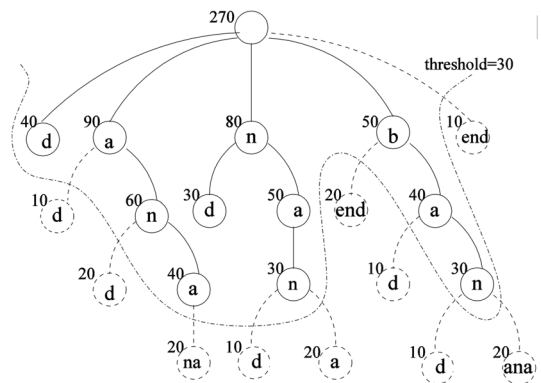 270
threshold=30
40 d
90 a
80 n
50 b
10 end
10 d
60 n
30 d
50 a
20 end
40 a
20 d
40 a
30 n
10 d
30 n
20 na
10 d
20 a
10 d
20 ana